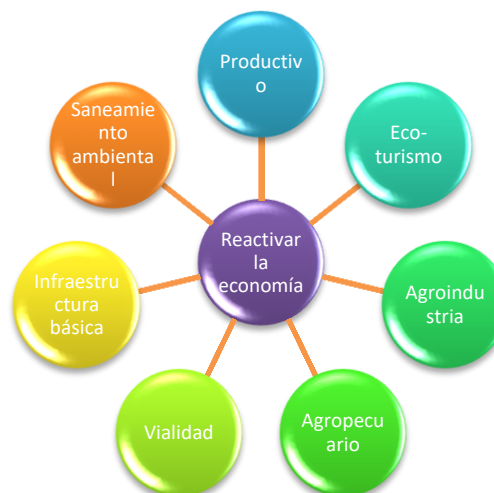 Productiv
o
Eco-
turismo
Agroindu
stria
Agropecu
ario
Vialidad
Infraestru
ctura
básica
Saneamie
nto
ambienta
l
Reactivar
la
economía